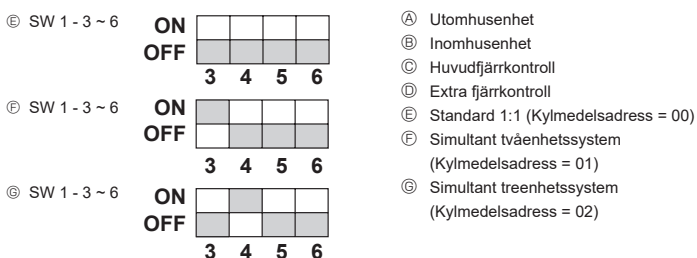 Ⓔ SW 1 - 3 ~ 6
ON
OFF
3 4 5 6
Ⓕ SW 1 - 3 ~ 6
ON
OFF
3 4 5 6
Ⓖ SW 1 - 3 ~ 6
ON
OFF
3 4 5 6
Ⓐ Utomhusenhet
Ⓑ Inomhusenhet
Ⓒ Huvudfjärrkontroll
Ⓓ Extra fjärrkontroll
Ⓔ Standard 1:1 (Kylmedelsadress = 00)
Ⓕ Simultant tvåenhetssystem
(Kylmedelsadress = 01)
Ⓖ Simultant treenhetssystem
(Kylmedelsadress = 02)